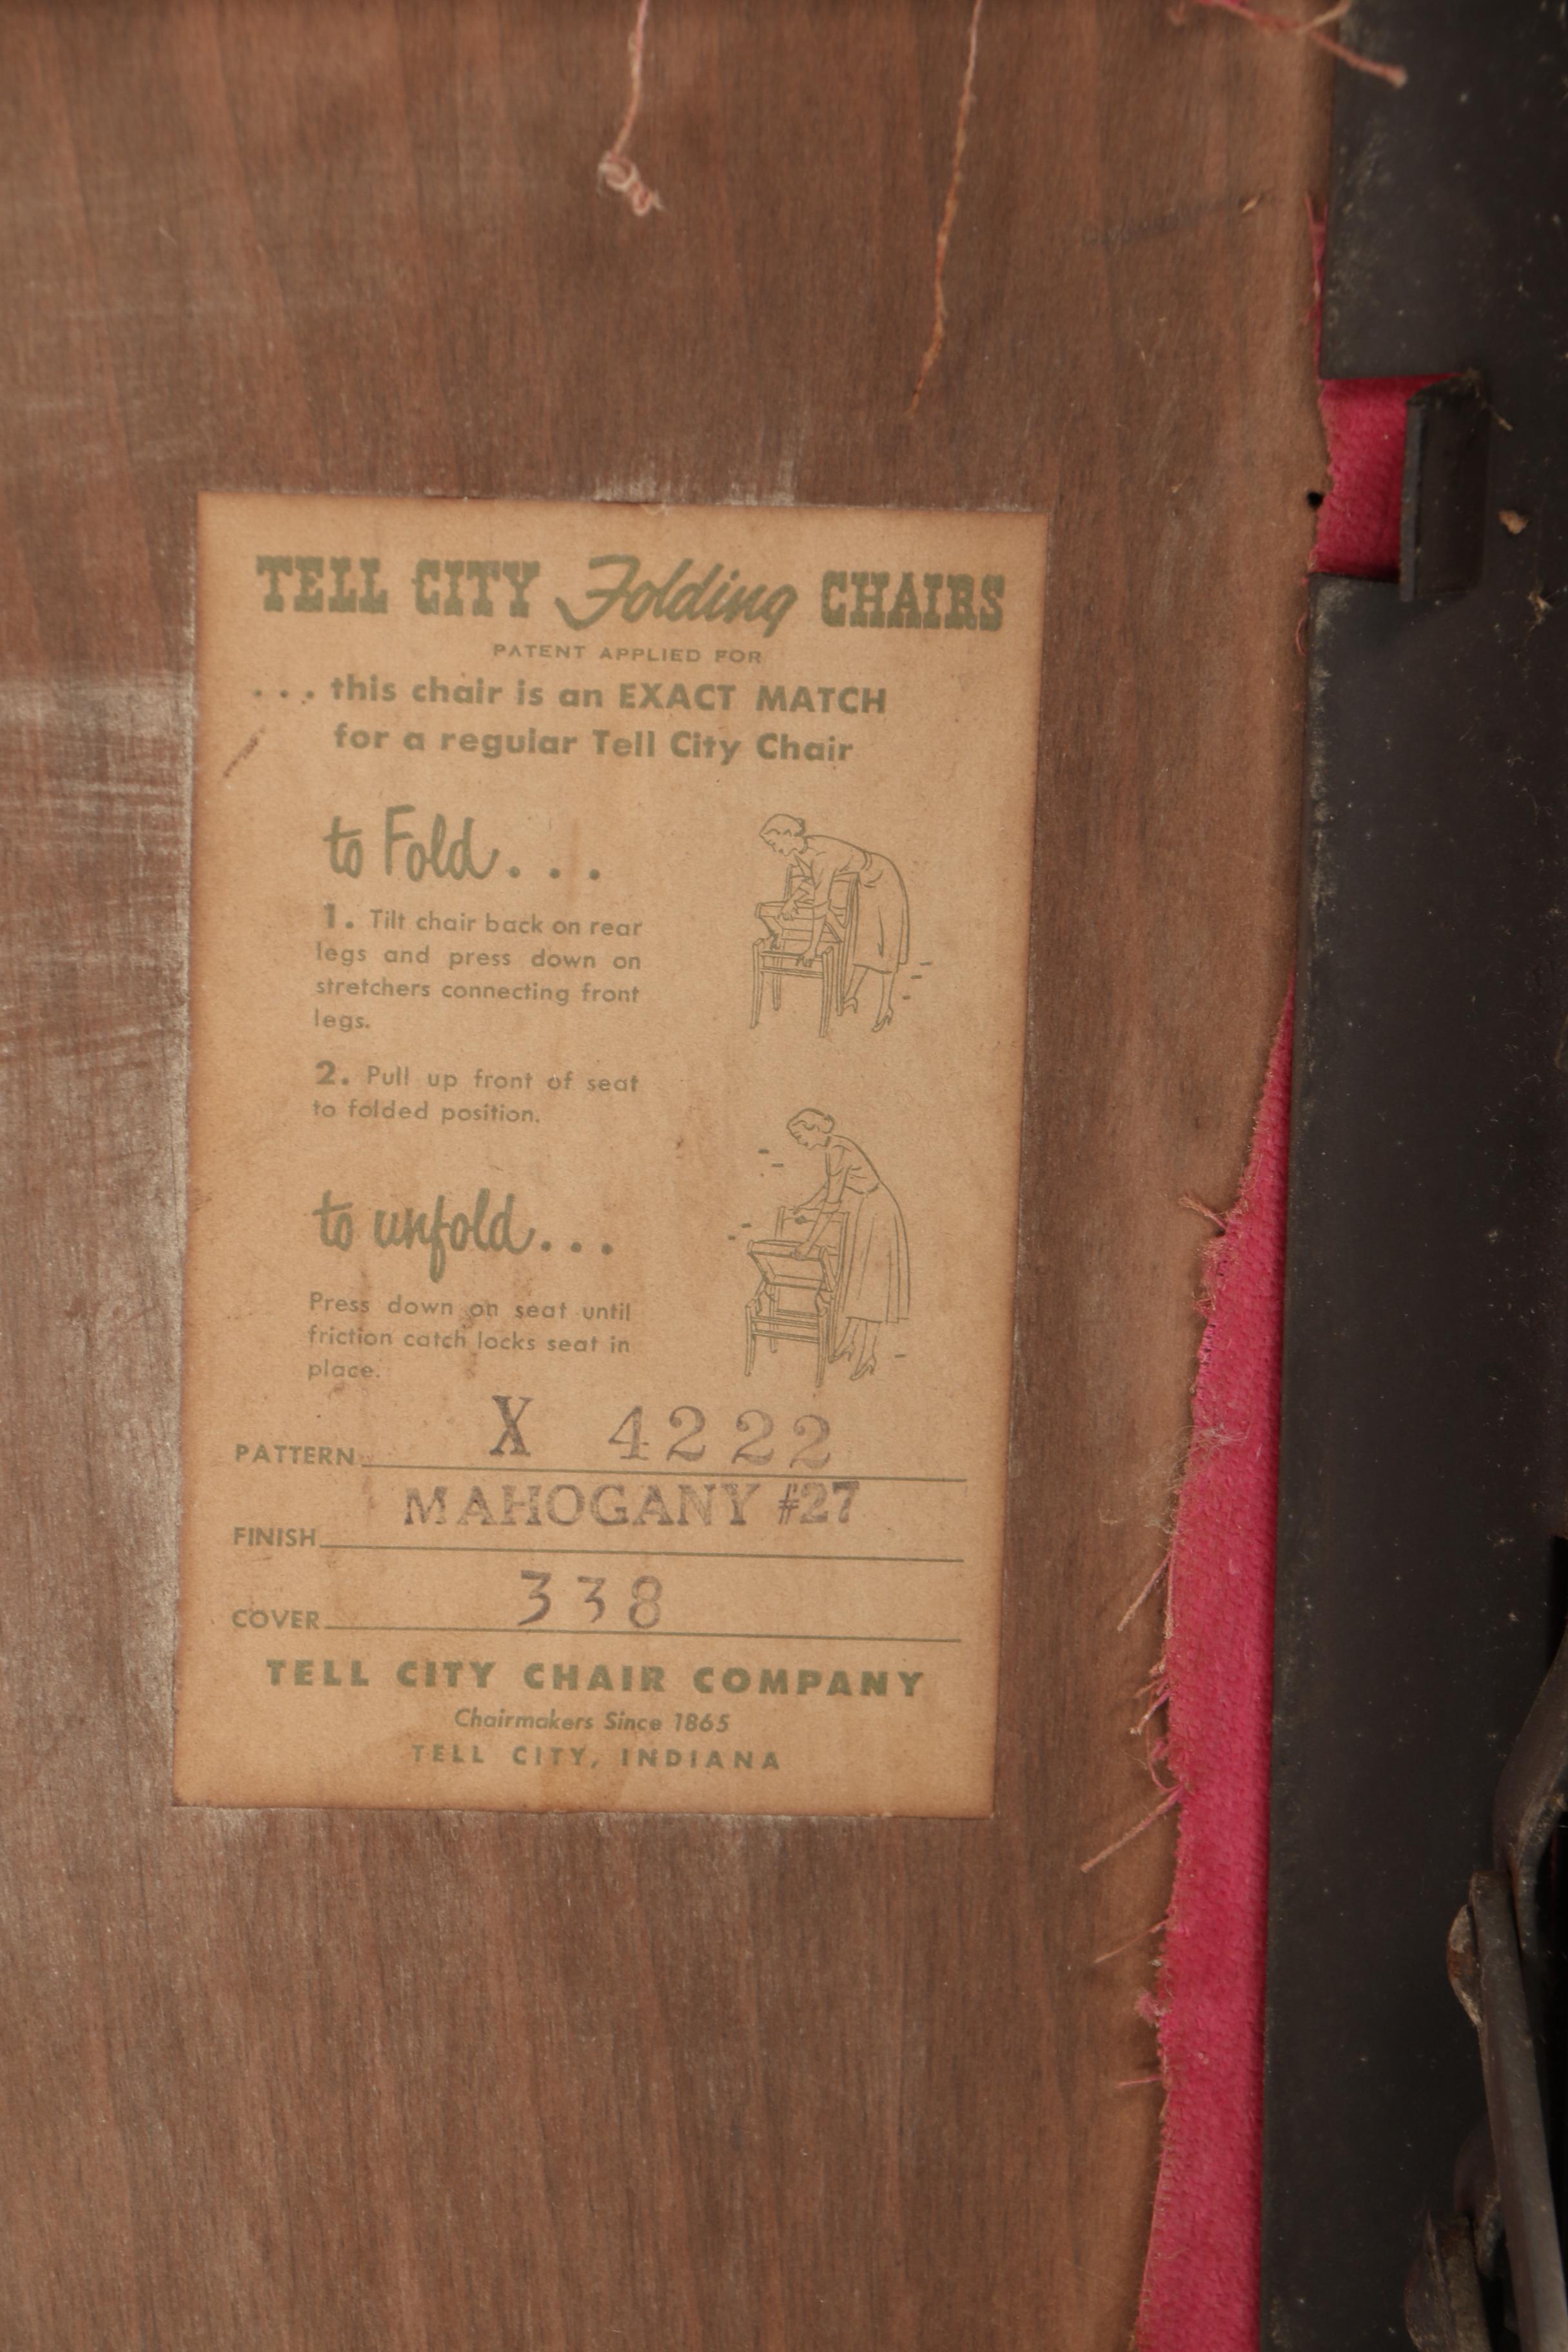 TELL CITY Folding CHAIRS
PATENT APPLIED FOR
... this chair is an EXACT MATCH
for a regular Tell City Chair
to Fold...
1. Tilt chair back on rear
legs and press down on
stretchers connecting front
legs.
2. Pull up front of seat
to folded position.
to unfold...
Press down on seat until
friction catch locks seat in
place.
PATTERN X 4222
FINISH MAHOGANY #27
COVER 338
TELL CITY CHAIR COMPANY
Chairmakers Since 1865
TELL CITY, INDIANA